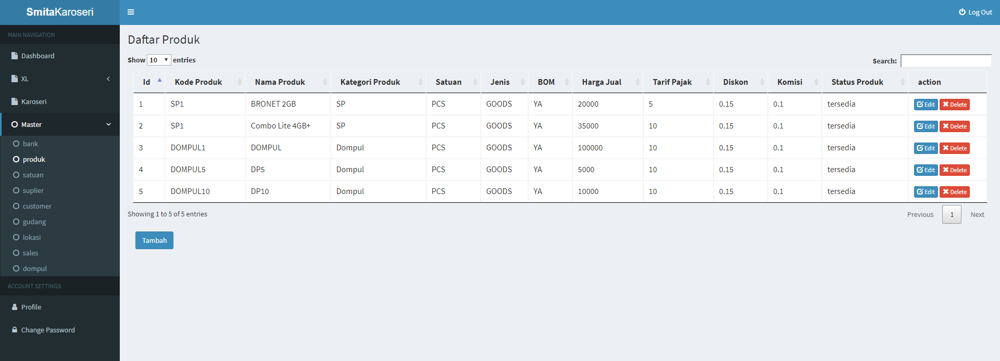 SmitaKaroseri
Log Out
MAIN NAVIGATION
Dashboard
XL
Karoseri
Master
bank
produk
satuan
suplier
customer
gudang
lokasi
sales
dompul
ACCOUNT SETTINGS
Profile
Change Password
Daftar Produk
Show 10 entries
Search:
Id Kode Produk Nama Produk Kategori Produk Satuan Jenis BOM Harga Jual Tarif Pajak Diskon Komisi Status Produk action
1 SP1 BRONET 2GB SP PCS GOODS YA 20000 5 0.15 0.1 tersedia Edit Delete
2 SP1 Combo Lite 4GB+ SP PCS GOODS YA 35000 10 0.15 0.1 tersedia Edit Delete
3 DOMPUL1 DOMPUL Dompul PCS GOODS YA 100000 10 0.15 0.1 tersedia Edit Delete
4 DOMPUL5 DP5 Dompul PCS GOODS YA 5000 10 0.15 0.1 tersedia Edit Delete
5 DOMPUL10 DP10 Dompul PCS GOODS YA 10000 10 0.15 0.1 tersedia Edit Delete
Showing 1 to 5 of 5 entries
Previous 1 Next
Tambah